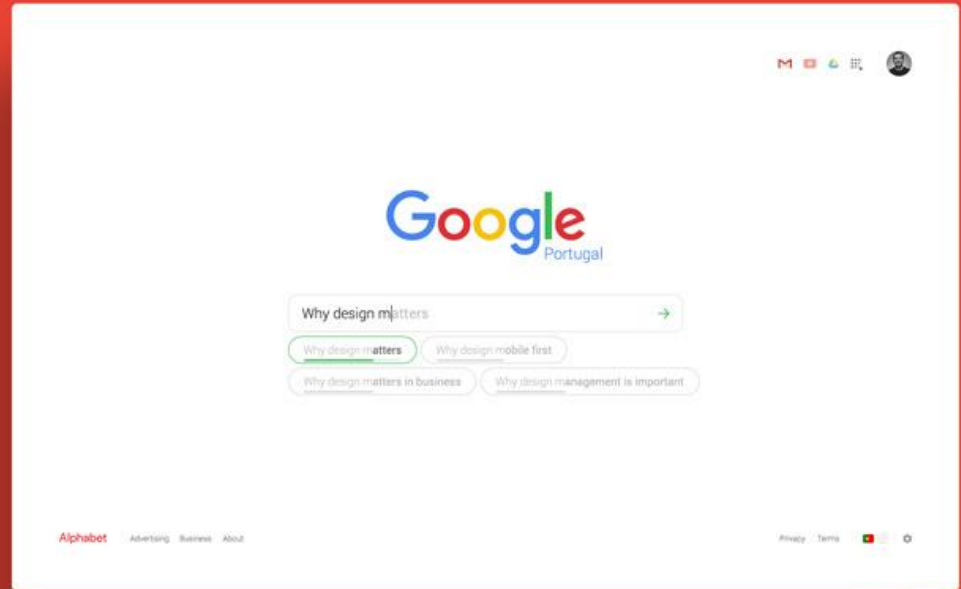 Google
Portugal
Why design matters
Why design matters
Why design mobile first
Why design matters in business
Why design management is important
Alphabet Advertising Business About
Privacy Terms